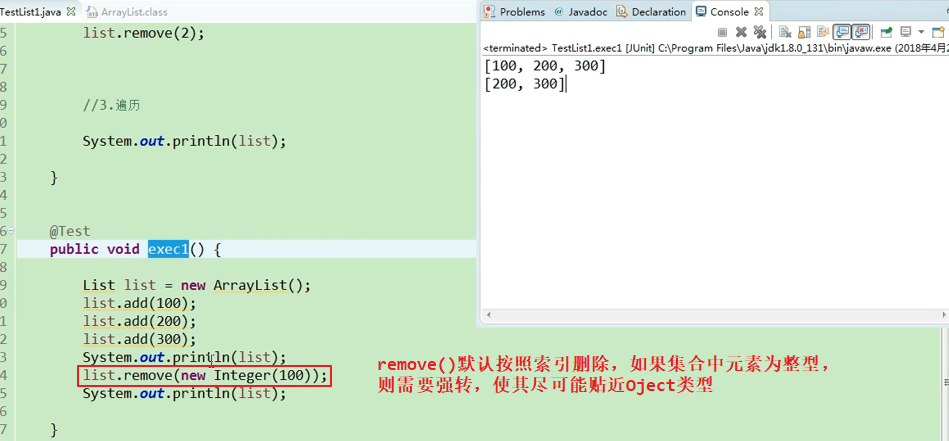 TestList1.java ArrayList.class
Problems @ Javadoc Declaration Console
<terminated> TestList1.exec1 [JUnit] C:\Program Files\Java\jdk1.8.0_131\bin\javaw.exe (2018年4月2
[100, 200, 300]
[200, 300]
5 list.remove(2);
6
7
8
9 //3.遍历
0
1 System.out.println(list);
2
3 }
4
5
6 @Test
7 public void exec1() {
8
9 List list = new ArrayList();
0 list.add(100);
1 list.add(200);
2 list.add(300);
3 System.out.println(list);
4 list.remove(new Integer(100));
5 System.out.println(list);
6
7 }
remove()默认按照索引删除，如果集合中元素为整型，
则需要强转，使其尽可能贴近Oject类型